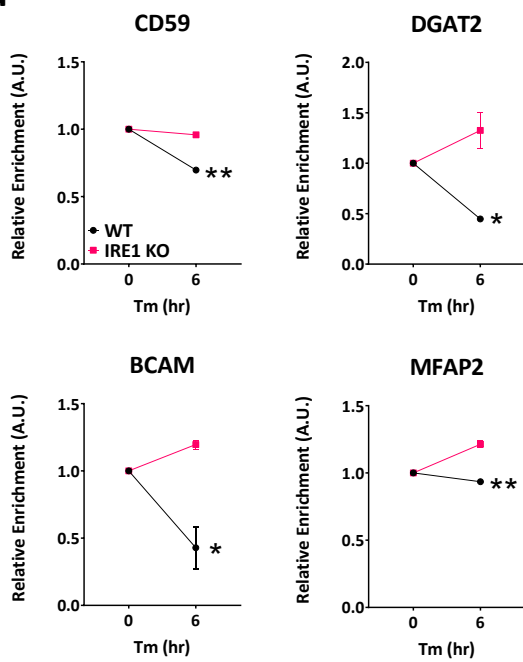 CD59
Relative Enrichment (A.U.)
1.5
1.0
0.5
0.0
**
WT
IRE1 KO
0 6
Tm (hr)
DGAT2
Relative Enrichment (A.U.)
2.0
1.5
1.0
0.5
0.0
*
0 6
Tm (hr)
BCAM
Relative Enrichment (A.U.)
1.5
1.0
0.5
0.0
*
0 6
Tm (hr)
MFAP2
Relative Enrichment (A.U.)
1.5
1.0
0.5
0.0
**
0 6
Tm (hr)